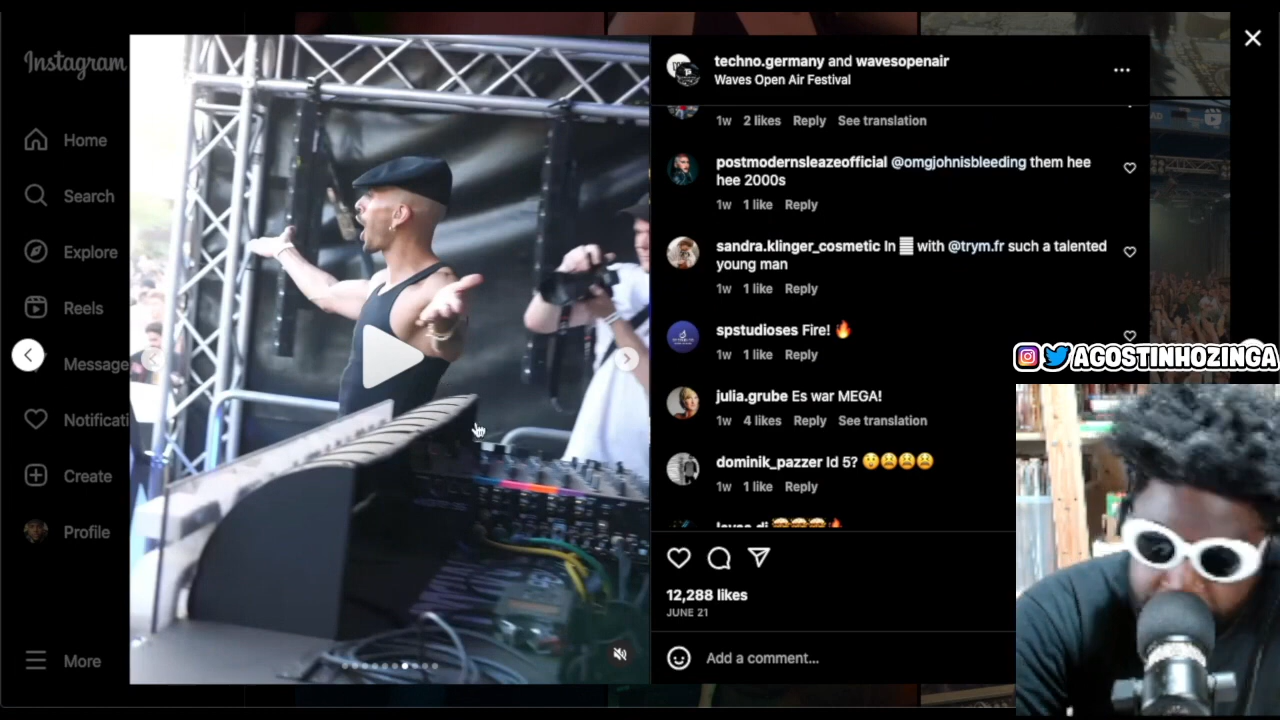 Instagram
Home
Search
Explore
Reels
Message
Notificati
Create
Profile
More
techno.germany and wavesopenair
Waves Open Air Festival
1w 2 likes Reply See translation
postmodernsleazeofficial @omgjohnisbleeding them hee
hee 2000s
1w 1 like Reply
sandra.klinger_cosmetic In with @trym.fr such a talented
young man
1w 1 like Reply
spstudioses Fire! 🔥
1w 1 like Reply
julia.grube Es war MEGA!
1w 4 likes Reply See translation
dominik_pazzer Id 5? 😲😫😫😫
1w 1 like Reply
12,288 likes
JUNE 21
Add a comment...
AGOSTINHOZINGA